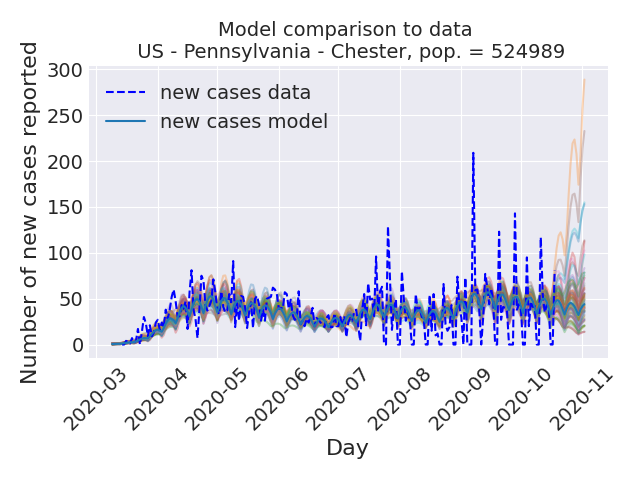 Model comparison to data
US - Pennsylvania - Chester, pop. = 524989
Number of new cases reported
300
250
200
150
100
50
0
new cases data
new cases model
2020-03
2020-04
2020-05
2020-06
2020-07
2020-08
2020-09
2020-10
2020-11
Day